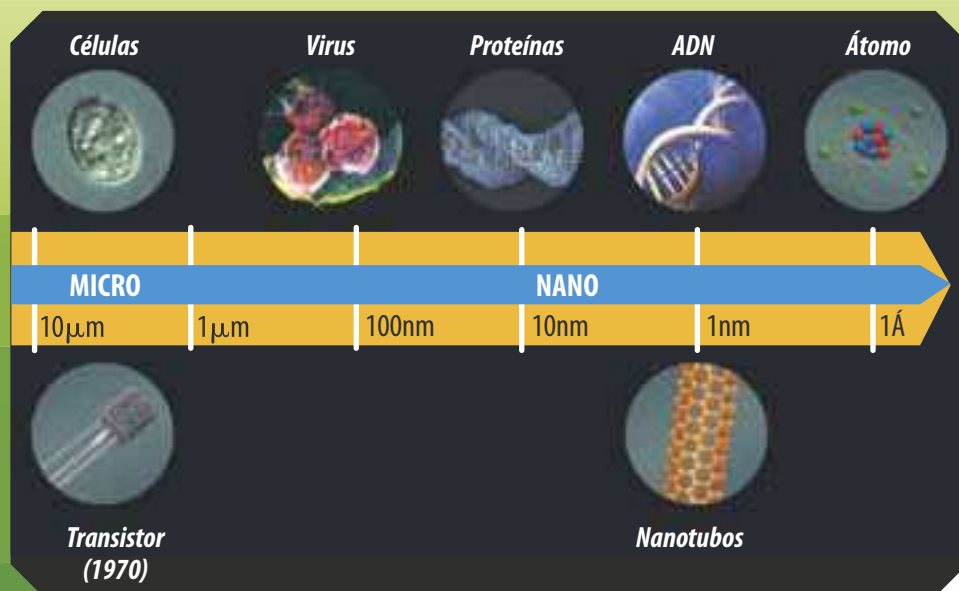 Células
Virus
Proteínas
ADN
Átomo
MICRO
NANO
10μm
1μm
100nm
10nm
1nm
1Á
Transistor
(1970)
Nanotubos